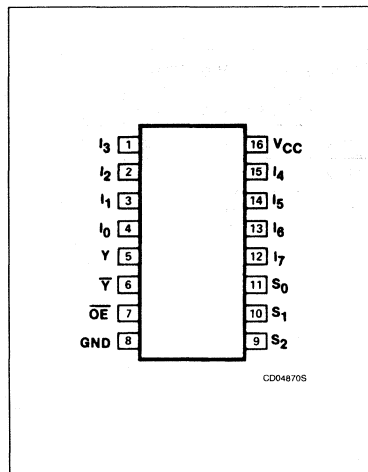 I3 1 16 VCC
I2 2 15 I4
I1 3 14 I5
I0 4 13 I6
Y 5 12 I7
Y̅ 6 11 S0
O̅E̅ 7 10 S1
GND 8 9 S2
CD04870S